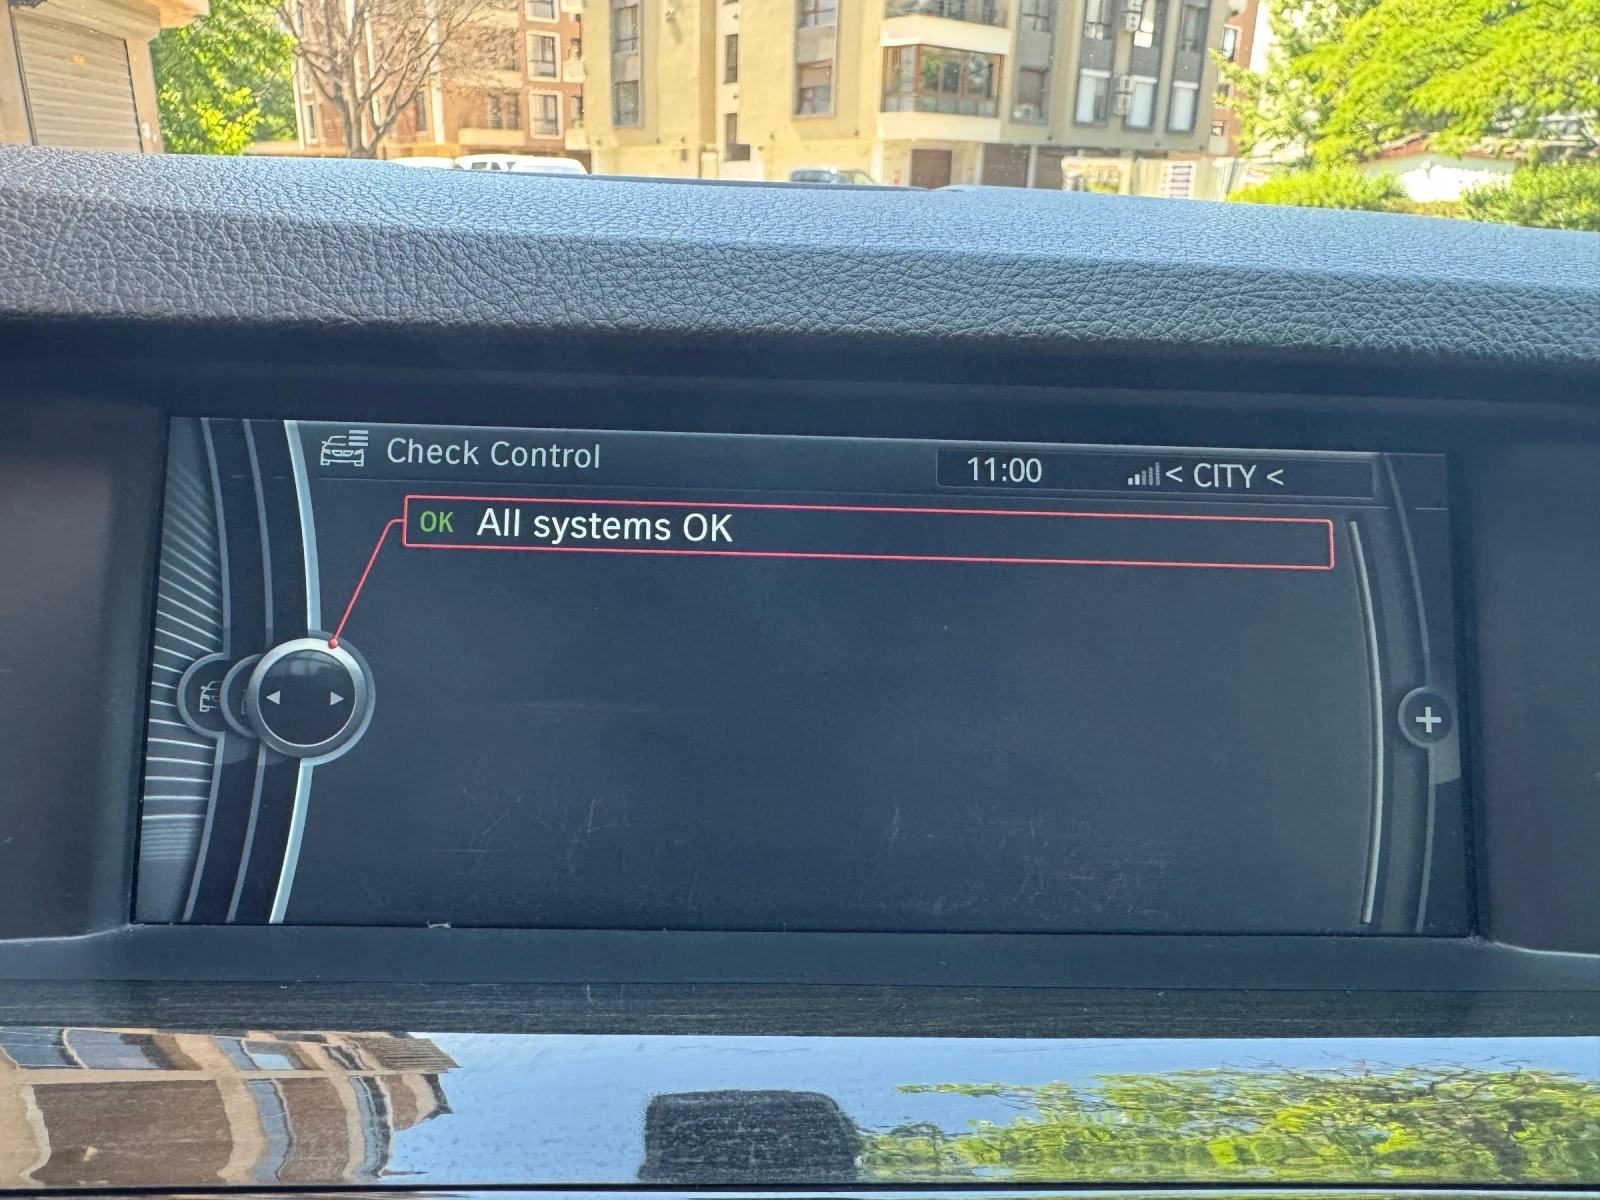 Check Control
11:00 < CITY <
OK All systems OK